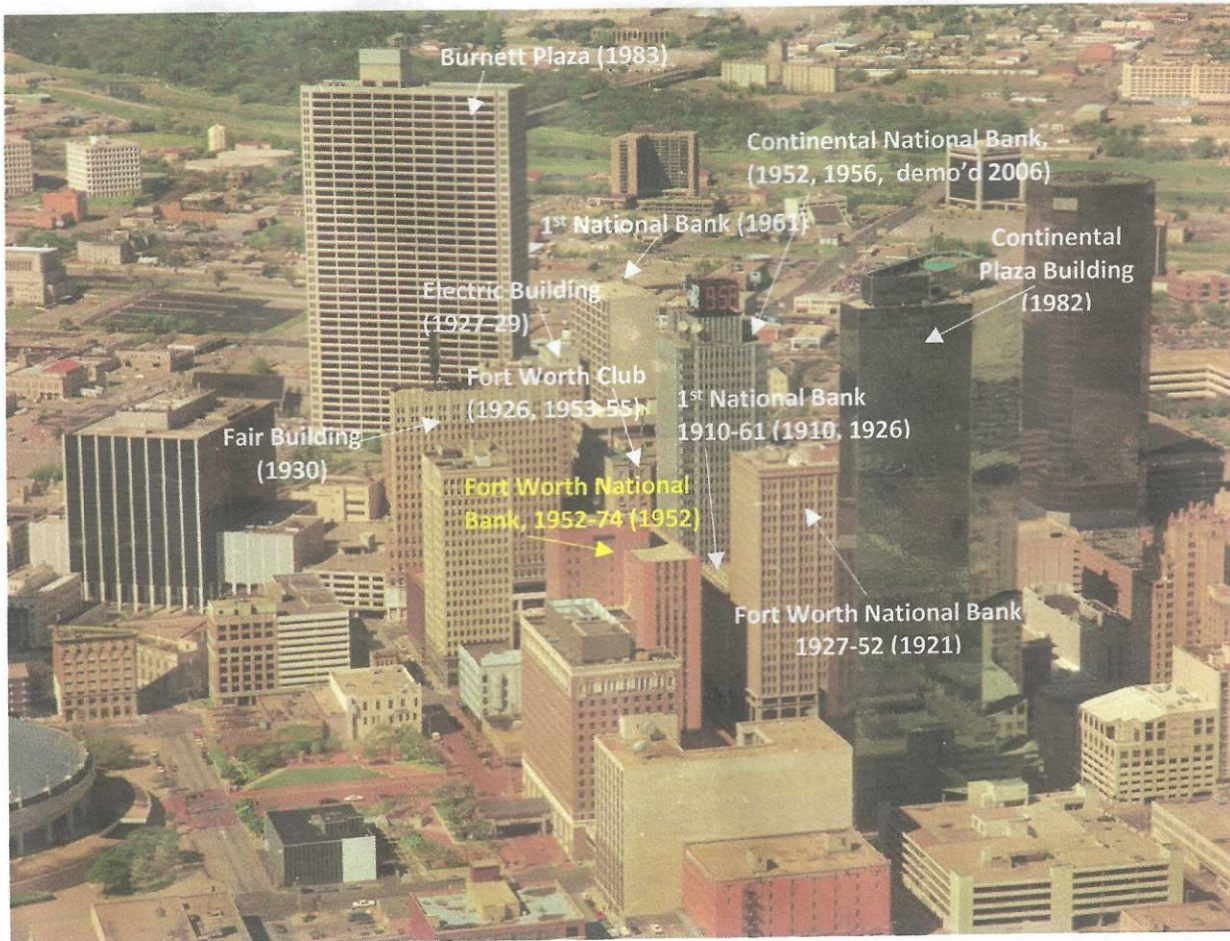 Burnett Plaza (1983)
Continental National Bank,
(1952, 1956, demo'd 2006)
1st National Bank (1961)
Continental
Plaza Building
(1982)
Electric Building
(1927-29)
Fort Worth Club
(1926, 1953-55)
1st National Bank
1910-61 (1910, 1926)
Fair Building
(1930)
Fort Worth National
Bank, 1952-74 (1952)
Fort Worth National Bank
1927-52 (1921)